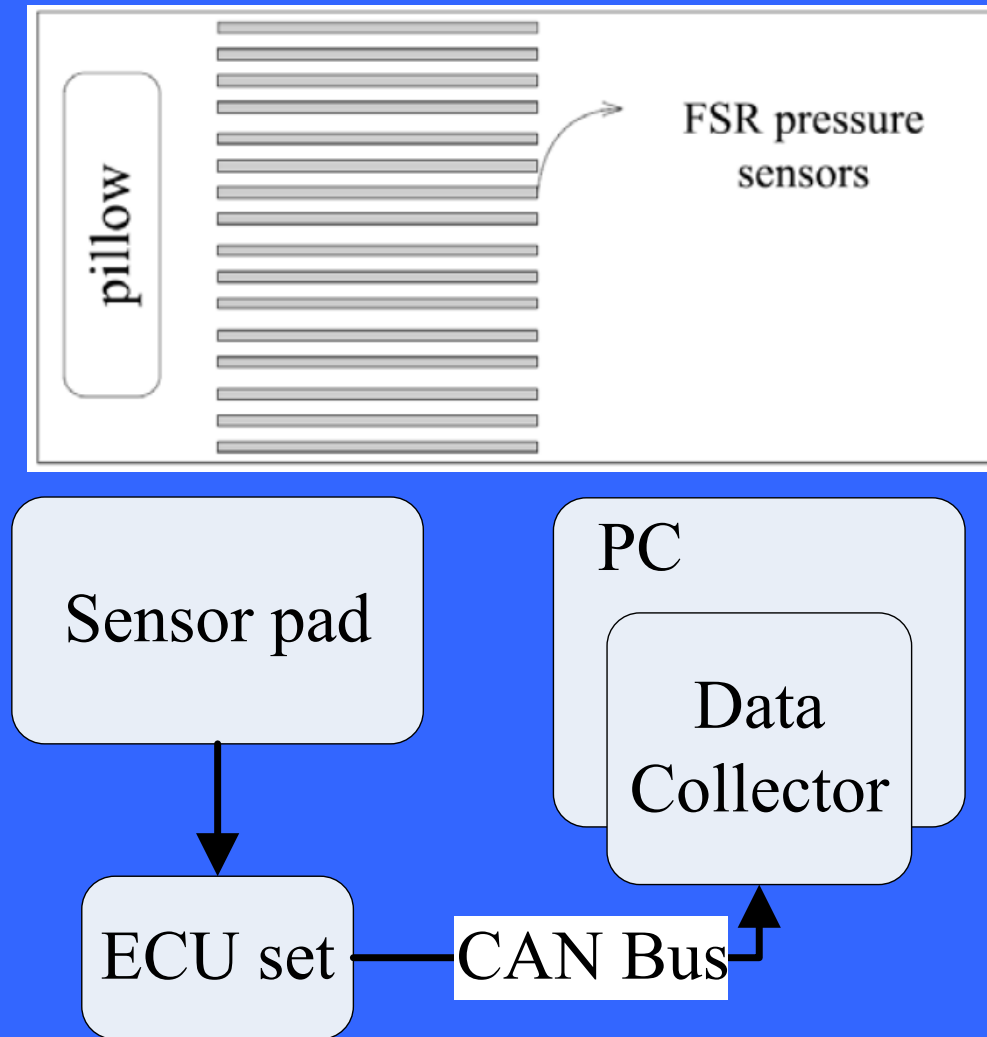 pillow
FSR pressure
sensors
Sensor pad
PC
Data
Collector
ECU set
CAN Bus